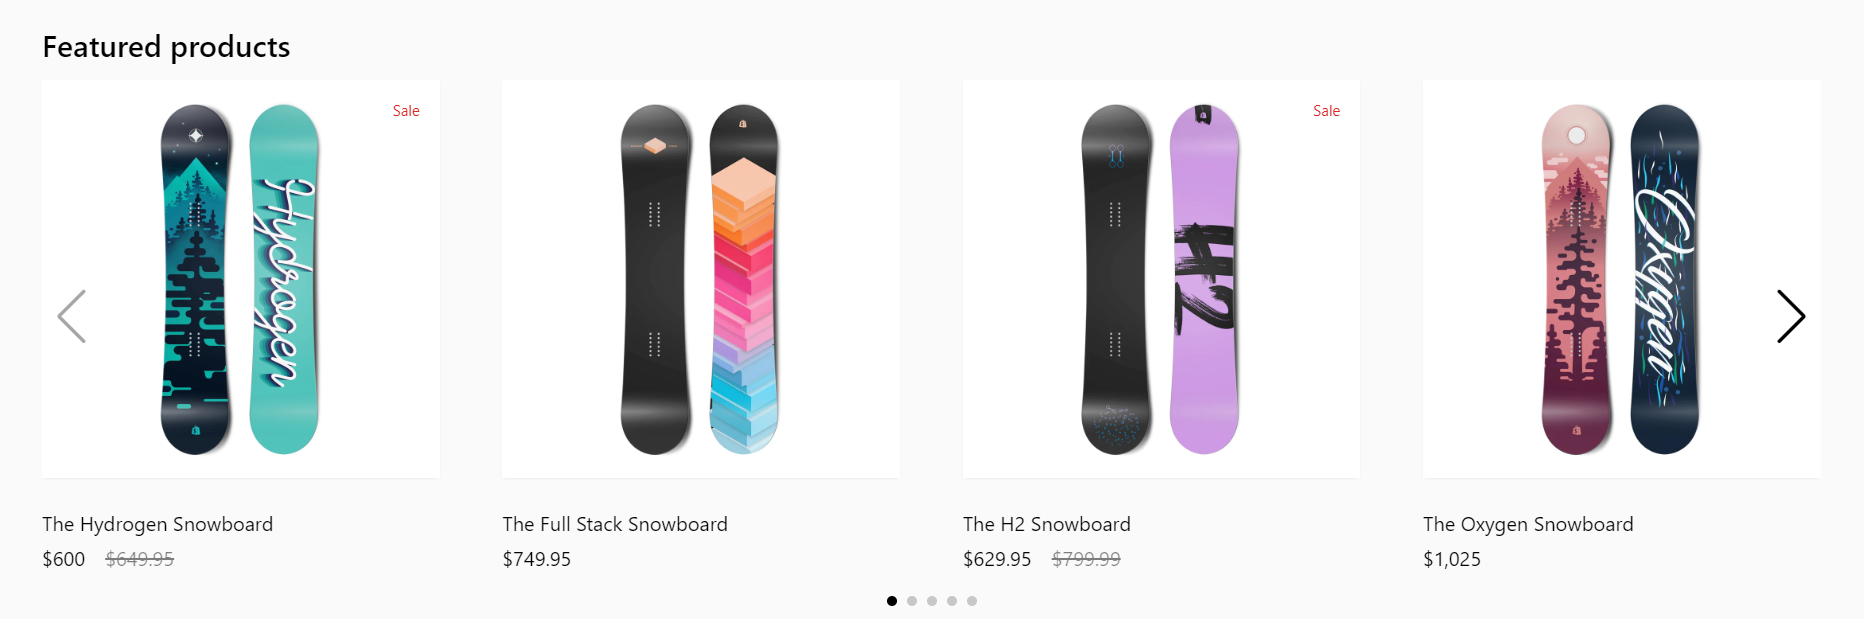 Featured products
Sale
Hydrogen
The Hydrogen Snowboard
$600 $649.95
The Full Stack Snowboard
$749.95
Sale
H2
The H2 Snowboard
$629.95 $799.99
Oxygen
The Oxygen Snowboard
$1,025